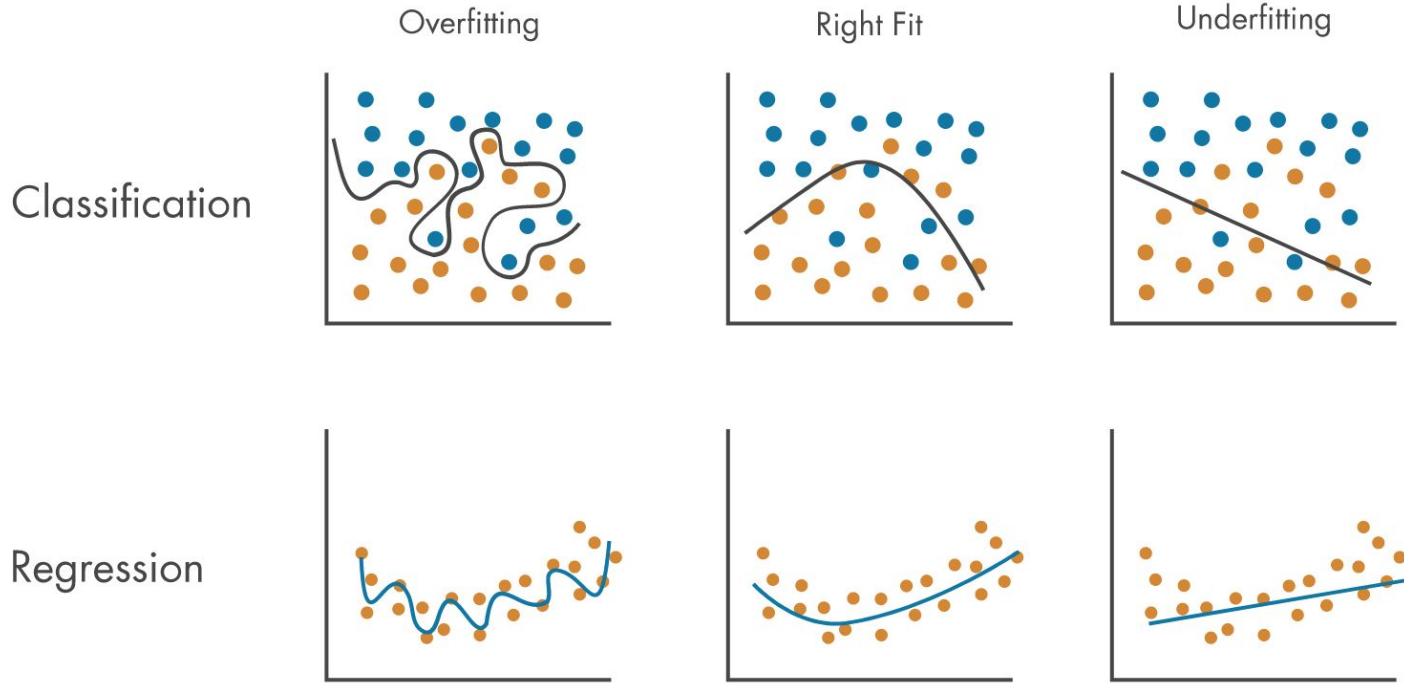 Overfitting
Right Fit
Underfitting
Classification
Regression